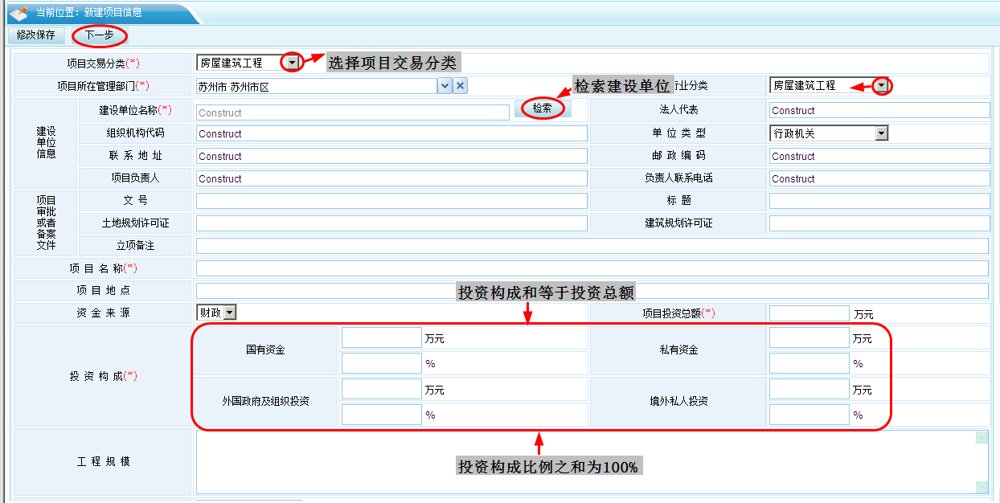 当前位置：新建项目信息
修改保存 下一步
项目交易分类(*) 房屋建筑工程 选择项目交易分类
项目所在管理部门(*) 苏州市·苏州市区 检索建设单位 行业分类 房屋建筑工程
建设单位信息
建设单位名称(*) Construct 检索 法人代表 Construct
组织机构代码 Construct 单 位 类 型 行政机关
联 系 地 址 Construct 邮 政 编 码 Construct
项目负责人 Construct 负责人联系电话 Construct
项目审批或者备案文件
文 号 标 题
土地规划许可证 建筑规划许可证
立项备注
项 目 名 称(*)
项 目 地 点
投资构成和等于投资总额
资 金 来 源 财政 项目投资总额(*) 万元
投 资 构 成(*)
国有资金 万元 % 私有资金 万元 %
外国政府及组织投资 万元 % 境外私人投资 万元 %
工 程 规 模
投资构成比例之和为100%